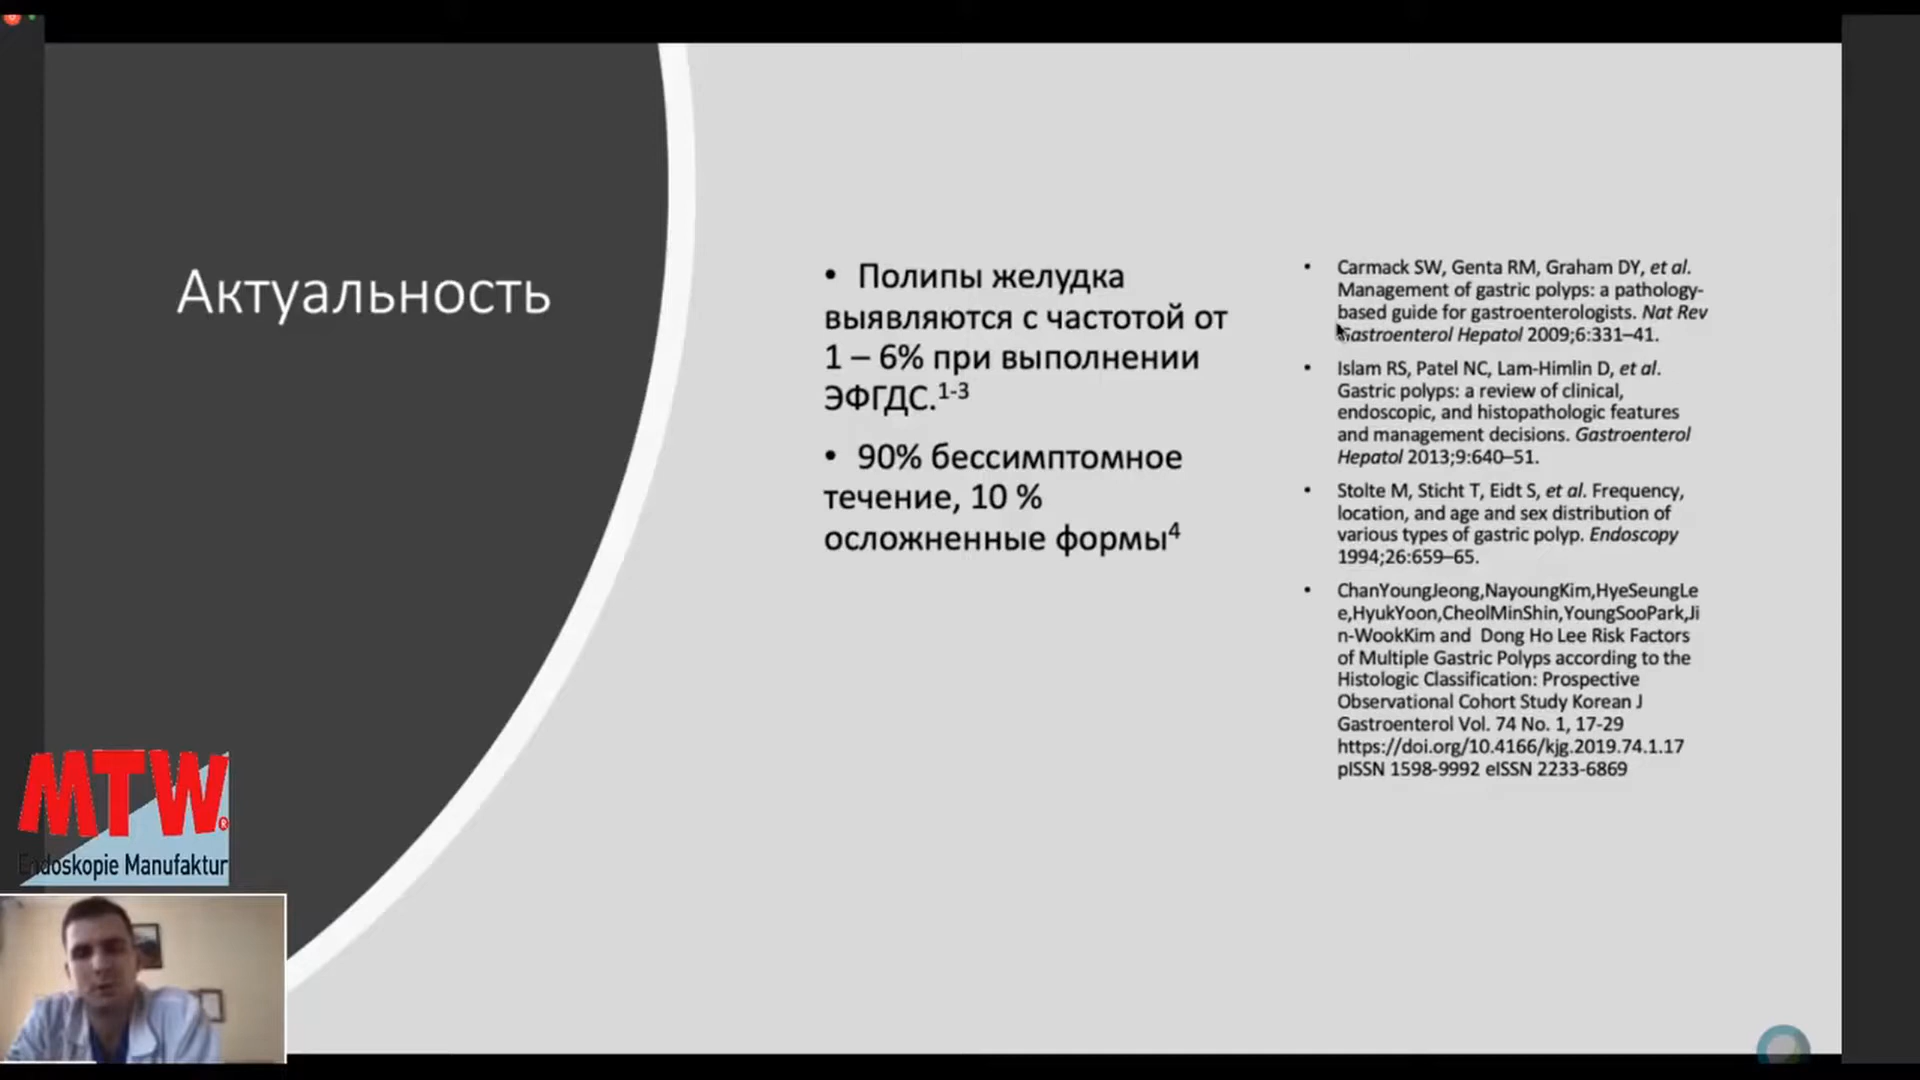 Актуальность
• Полипы желудка
выявляются с частотой от
1 – 6% при выполнении
ЭФГДС.1-3
• 90% бессимптомное
течение, 10 %
осложненные формы4
• Carmack SW, Genta RM, Graham DY, et al.
Management of gastric polyps: a pathology-
based guide for gastroenterologists. Nat Rev
Gastroenterol Hepatol 2009;6:331–41.
• Islam RS, Patel NC, Lam-Himlin D, et al.
Gastric polyps: a review of clinical,
endoscopic, and histopathologic features
and management decisions. Gastroenterol
Hepatol 2013;9:640–51.
• Stolte M, Sticht T, Eidt S, et al. Frequency,
location, and age and sex distribution of
various types of gastric polyp. Endoscopy
1994;26:659–65.
• ChanYoungJeong,NayoungKim,HyeSeungLe
e,HyukYoon,CheolMinShin,YoungSooPark,Ji
n-WookKim and Dong Ho Lee Risk Factors
of Multiple Gastric Polyps according to the
Histologic Classification: Prospective
Observational Cohort Study Korean J
Gastroenterol Vol. 74 No. 1, 17-29
https://doi.org/10.4166/kjg.2019.74.1.17
pISSN 1598-9992 eISSN 2233-6869
MTW®
Endoskopie Manufaktur